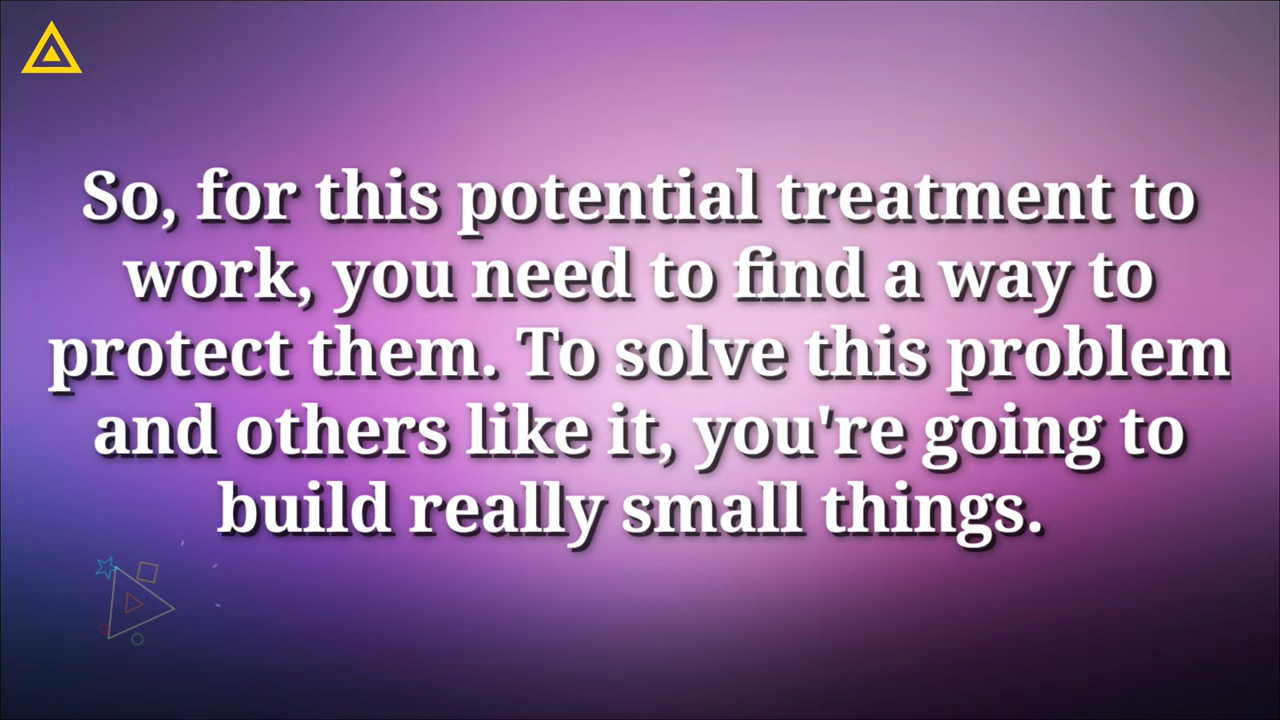 So, for this potential treatment to
work, you need to find a way to
protect them. To solve this problem
and others like it, you're going to
build really small things.